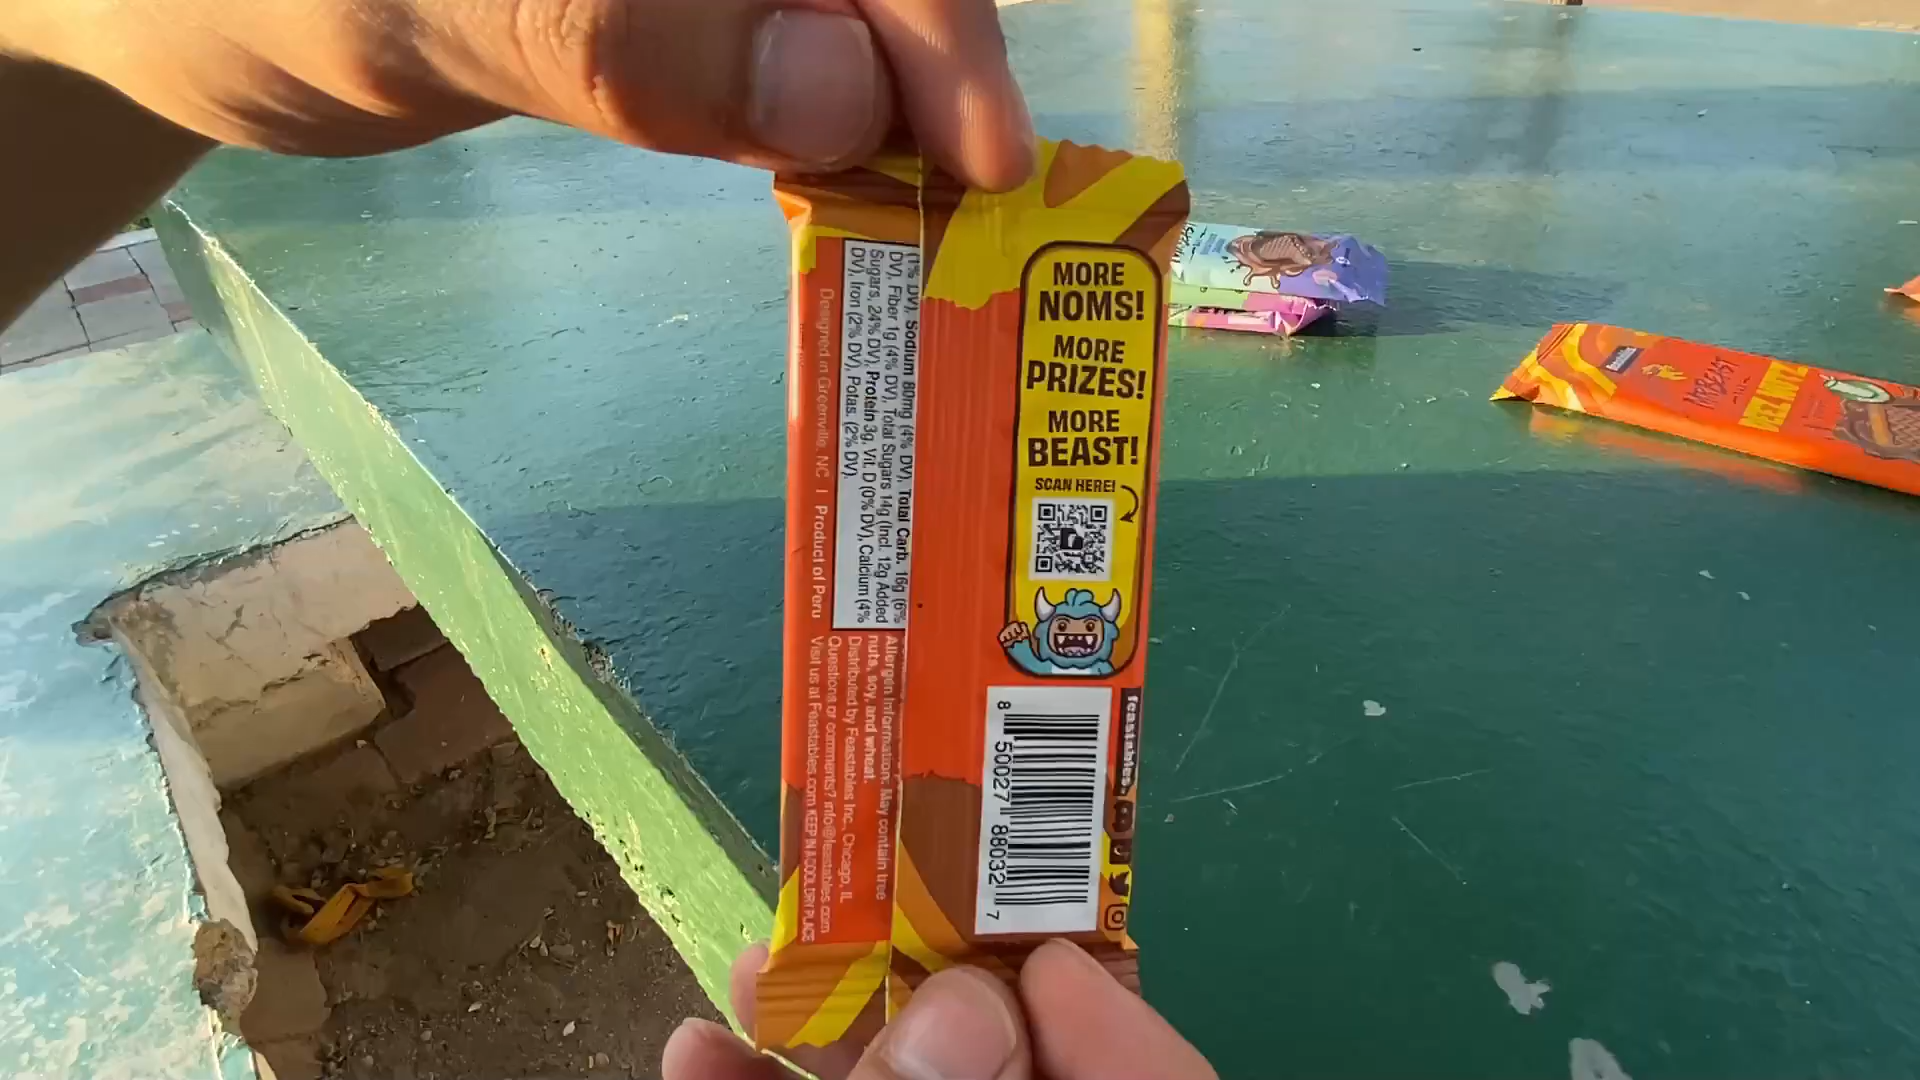 MORE
NOMS!
MORE
PRIZES!
MORE
BEAST!
SCAN HERE!
feastables
8 50027 88032 7
(1% DV), Sodium 80mg (4% DV), Total Carb. 16g (6%
DV), Fiber 1g (4% DV), Total Sugars 14g (Incl. 12g Added
Sugars, 24% DV), Protein 3g, Vit. D (0% DV), Calcium (4%
DV), Iron (2% DV), Potas. (2% DV).
Designed in Greenville, NC | Product of Peru
Allergen Information: May contain tree
nuts, soy, and wheat.
Distributed by Feastables Inc., Chicago, IL
Questions or comments? info@feastables.com
Visit us at Feastables.com KEEP IN A COOL DRY PLACE
MRBEAST
DEEZ NUTZ